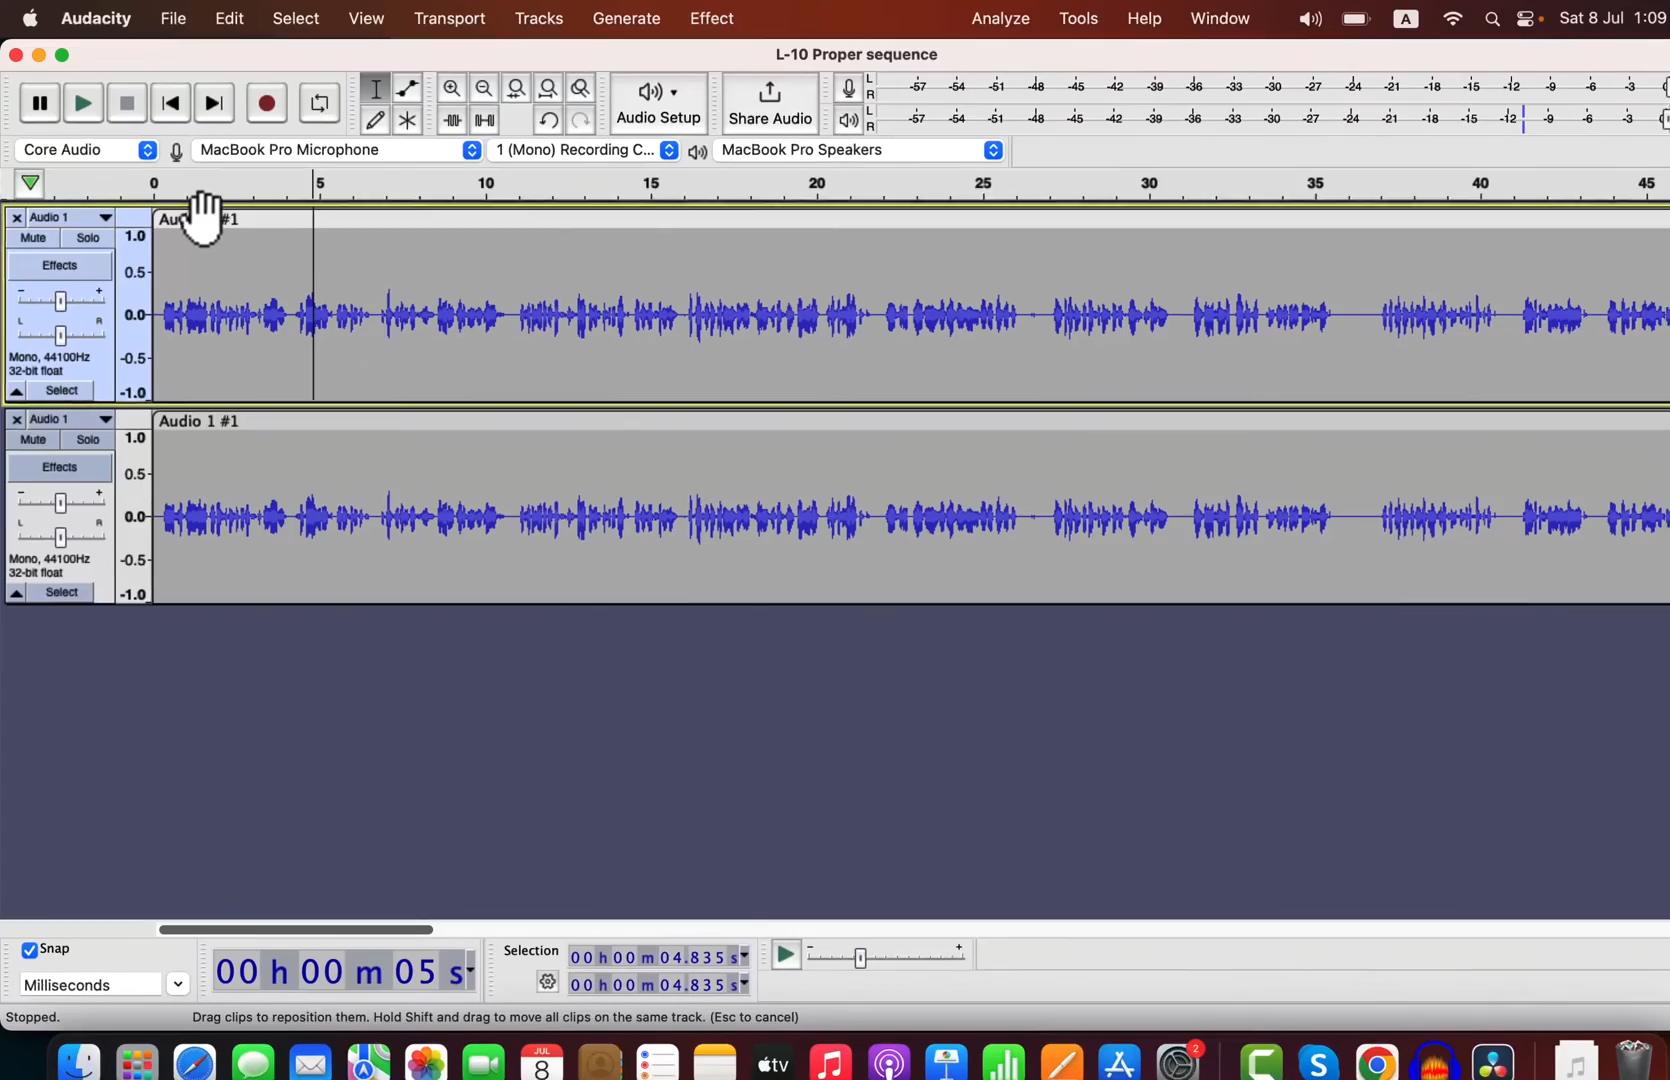 Audacity File Edit Select View Transport Tracks Generate Effect Analyze Tools Help Window A Sat 8 Jul 1:09
L-10 Proper sequence
Audio Setup Share Audio
L R -57 -54 -51 -48 -45 -42 -39 -36 -33 -30 -27 -24 -21 -18 -15 -12 -9 -6 -3
L R -57 -54 -51 -48 -45 -42 -39 -36 -33 -30 -27 -24 -21 -18 -15 -12 -9 -6 -3
Core Audio MacBook Pro Microphone 1 (Mono) Recording C... MacBook Pro Speakers
0 5 10 15 20 25 30 35 40 45
Audio 1 #1
Mute Solo 1.0
Effects 0.5
- +
L R 0.0
Mono, 44100Hz -0.5
32-bit float
Select -1.0
Audio 1 Audio 1 #1
Mute Solo 1.0
Effects 0.5
- +
L R 0.0
Mono, 44100Hz -0.5
32-bit float
Select -1.0
Snap 00 h 00 m 05 s Selection 00 h 00 m 04.835 s - +
Milliseconds 00 h 00 m 04.835 s
Stopped. Drag clips to reposition them. Hold Shift and drag to move all clips on the same track. (Esc to cancel)
JUL 8 tv 2